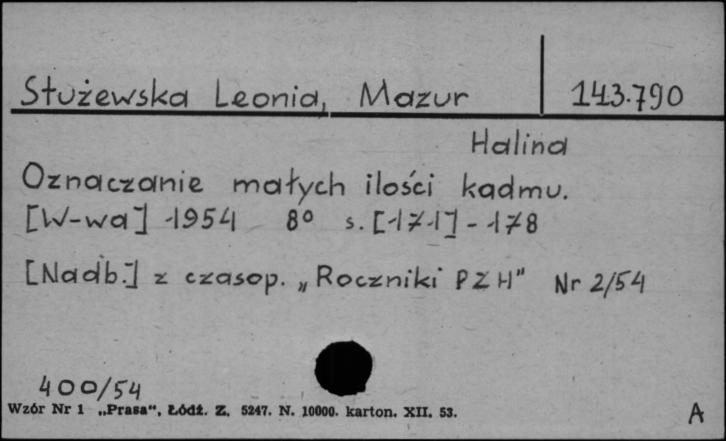 Służewska Leonia, Mazur 143.790
Halina
Oznaczanie małych ilości kadmu.
[W-wa] 1954 8° s. [171] - 178
[Nadb.] z czasop. „Roczniki PZH" Nr 2/54
400/54
Wzór Nr 1 „Prasa“, Łódź. Z. 5247. N. 10000. karton. XII. 53.
A